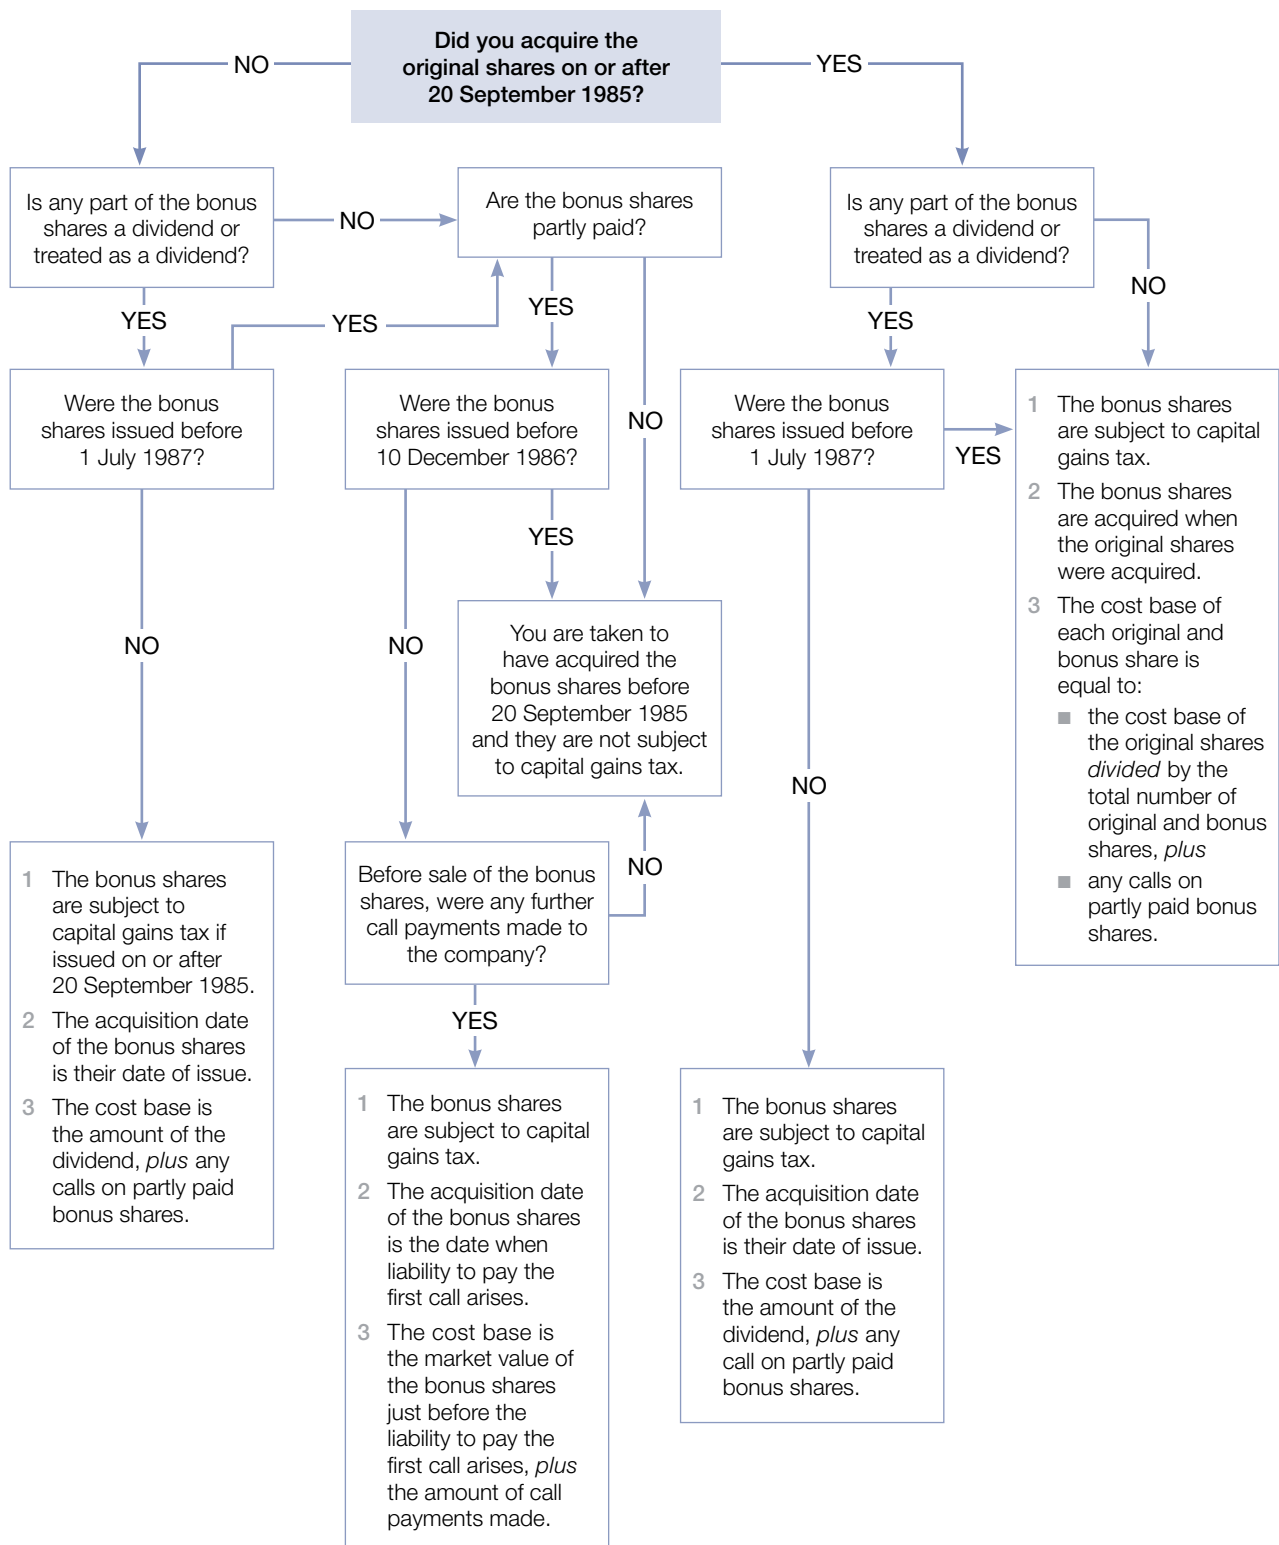 Did you acquire the
original shares on or after
20 September 1985?
NO
YES
Is any part of the bonus
shares a dividend or
treated as a dividend?
NO
Are the bonus shares
partly paid?
Is any part of the bonus
shares a dividend or
treated as a dividend?
NO
YES
YES
YES
YES
Were the bonus
shares issued before
1 July 1987?
Were the bonus
shares issued before
10 December 1986?
NO
Were the bonus
shares issued before
1 July 1987?
YES
1 The bonus shares
are subject to capital
gains tax.
2 The bonus shares
are acquired when
the original shares
were acquired.
3 The cost base of
each original and
bonus share is
equal to:
■ the cost base of
the original shares
divided by the
total number of
original and bonus
shares, plus
■ any calls on
partly paid bonus
shares.
YES
NO
NO
You are taken to
have acquired the
bonus shares before
20 September 1985
and they are not subject
to capital gains tax.
NO
1 The bonus shares
are subject to
capital gains tax if
issued on or after
20 September 1985.
2 The acquisition date
of the bonus shares
is their date of issue.
3 The cost base is
the amount of the
dividend, plus any
calls on partly paid
bonus shares.
Before sale of the bonus
shares, were any further
call payments made to
the company?
NO
YES
1 The bonus shares
are subject to capital
gains tax.
2 The acquisition date
of the bonus shares
is the date when
liability to pay the
first call arises.
3 The cost base is
the market value of
the bonus shares
just before the
liability to pay the
first call arises, plus
the amount of call
payments made.
1 The bonus shares
are subject to capital
gains tax.
2 The acquisition date
of the bonus shares
is their date of issue.
3 The cost base is
the amount of the
dividend, plus any
call on partly paid
bonus shares.